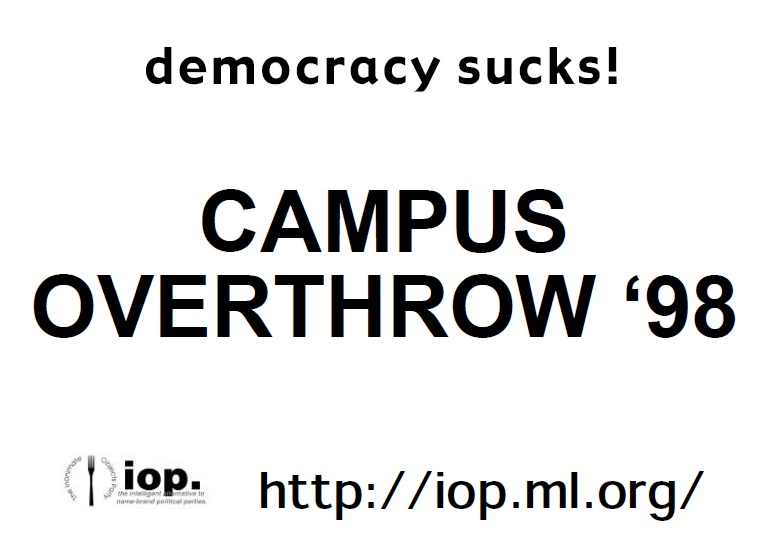 democracy sucks!
CAMPUS
OVERTHROW ‘98
The Inanimate Objects Party
iop.
the intelligent alternative to
name-brand political parties.
http://iop.ml.org/